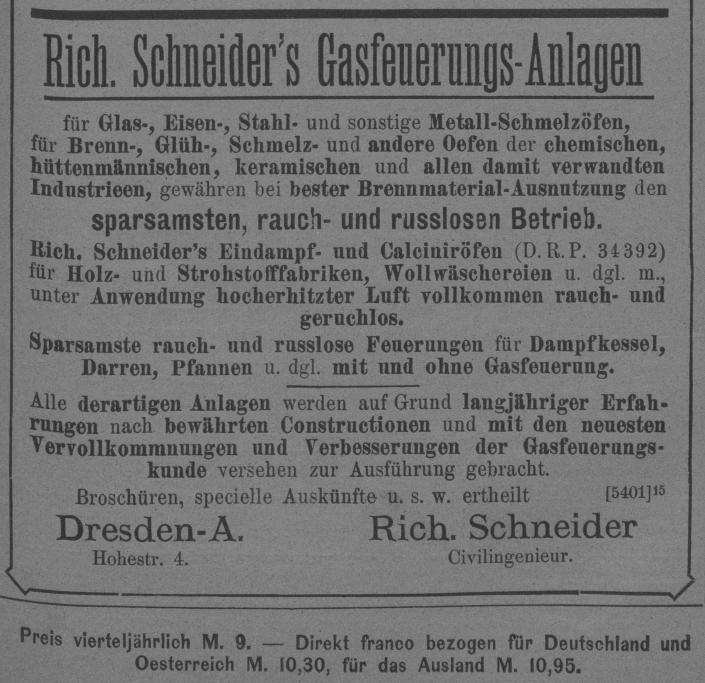 Rich. Schneider's Gasfeuerungs-Anlagen
für Glas-, Eisen-, Stahl- und sonstige Metall-Schmelzöfen,
für Brenn-, Glüh-, Schmelz- und andere Oefen der chemischen,
hüttenmännischen, keramischen und allen damit verwandten
Industrieen, gewähren bei bester Brennmaterial-Ausnutzung den
sparsamsten, rauch- und russlosen Betrieb.
Rich. Schneider's Eindampf- und Calciniröfen (D. R. P. 34392)
für Holz- und Strohstofffabriken, Wollwäschereien u. dgl. m.,
unter Anwendung hocherhitzter Luft vollkommen rauch- und
geruchlos.
Sparsamste rauch- und russlose Feuerungen für Dampfkessel,
Darren, Pfannen u. dgl. mit und ohne Gasfeuerung.
Alle derartigen Anlagen werden auf Grund langjähriger Erfah-
rungen nach bewährten Constructionen und mit den neuesten
Vervollkommnungen und Verbesserungen der Gasfeuerungs-
kunde versehen zur Ausführung gebracht.
Broschüren, specielle Auskünfte u. s. w. ertheilt [5401]15
Dresden-A. Rich. Schneider
Hohestr. 4. Civilingenieur.
Preis vierteljährlich M. 9. — Direkt franco bezogen für Deutschland und
Oesterreich M. 10,30, für das Ausland M. 10,95.